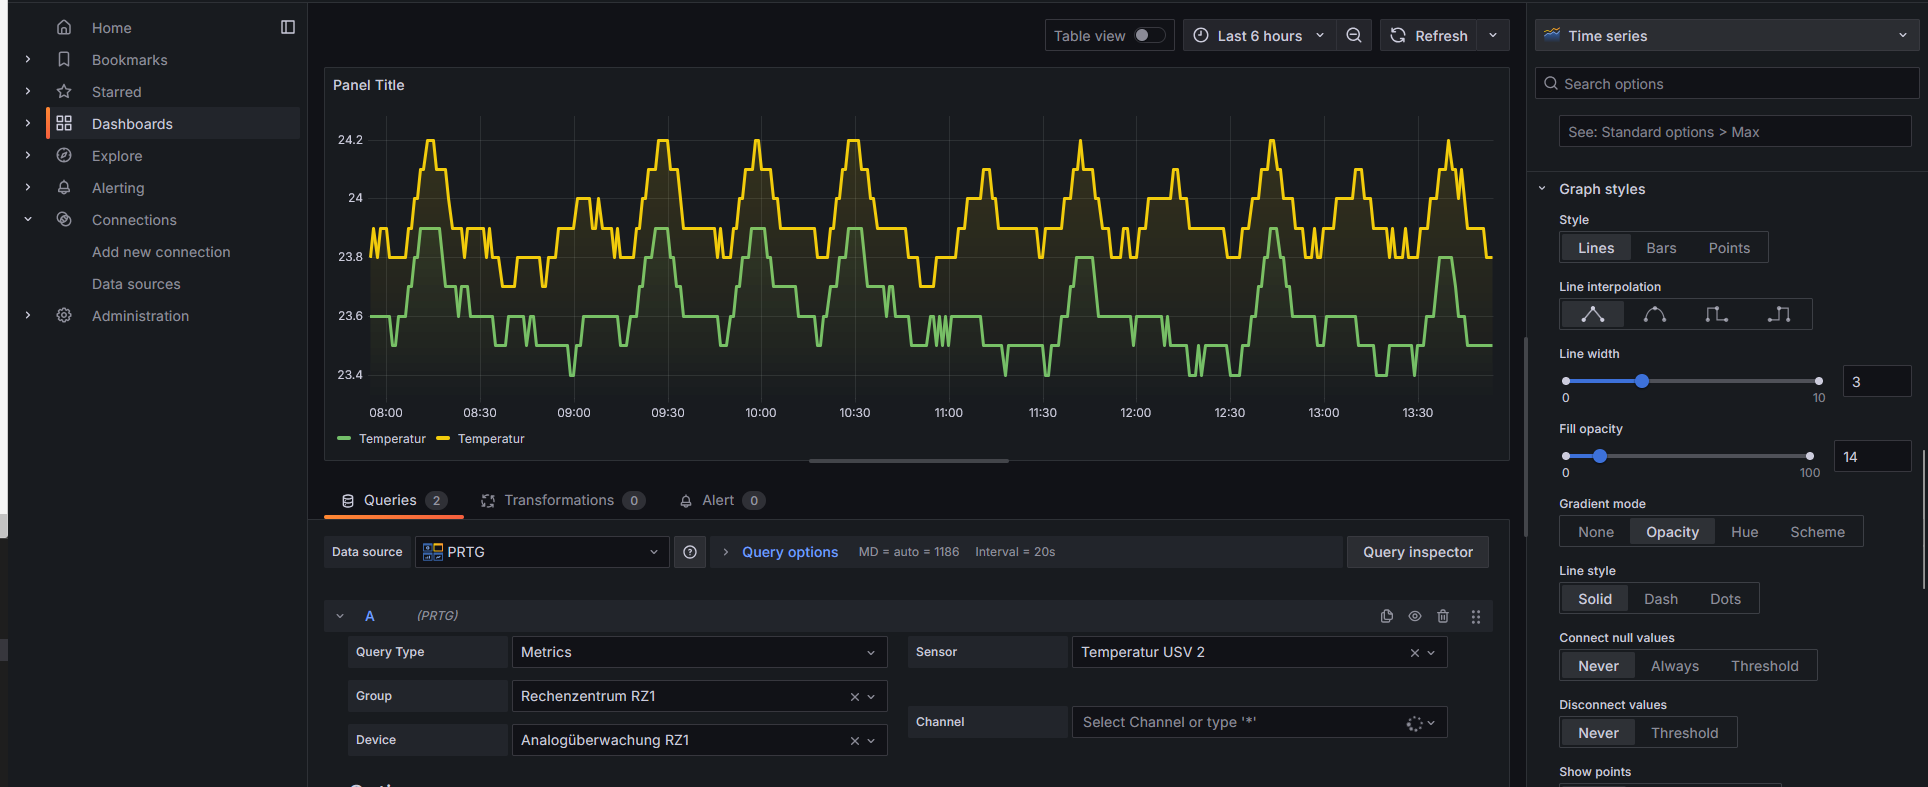 Home
Bookmarks
Starred
Dashboards
Explore
Alerting
Connections
Add new connection
Data sources
Administration
Table view
Last 6 hours
Refresh
Panel Title
24.2
24
23.8
23.6
23.4
08:00 08:30 09:00 09:30 10:00 10:30 11:00 11:30 12:00 12:30 13:00 13:30
Temperatur Temperatur
Queries 2 Transformations 0 Alert 0
Data source PRTG Query options MD = auto = 1186 Interval = 20s Query inspector
A (PRTG)
Query Type Metrics Sensor Temperatur USV 2
Group Rechenzentrum RZ1
Channel Select Channel or type '*'
Device Analogüberwachung RZ1
Time series
Search options
See: Standard options > Max
Graph styles
Style
Lines Bars Points
Line interpolation
Line width
3
0 10
Fill opacity
14
0 100
Gradient mode
None Opacity Hue Scheme
Line style
Solid Dash Dots
Connect null values
Never Always Threshold
Disconnect values
Never Threshold
Show points